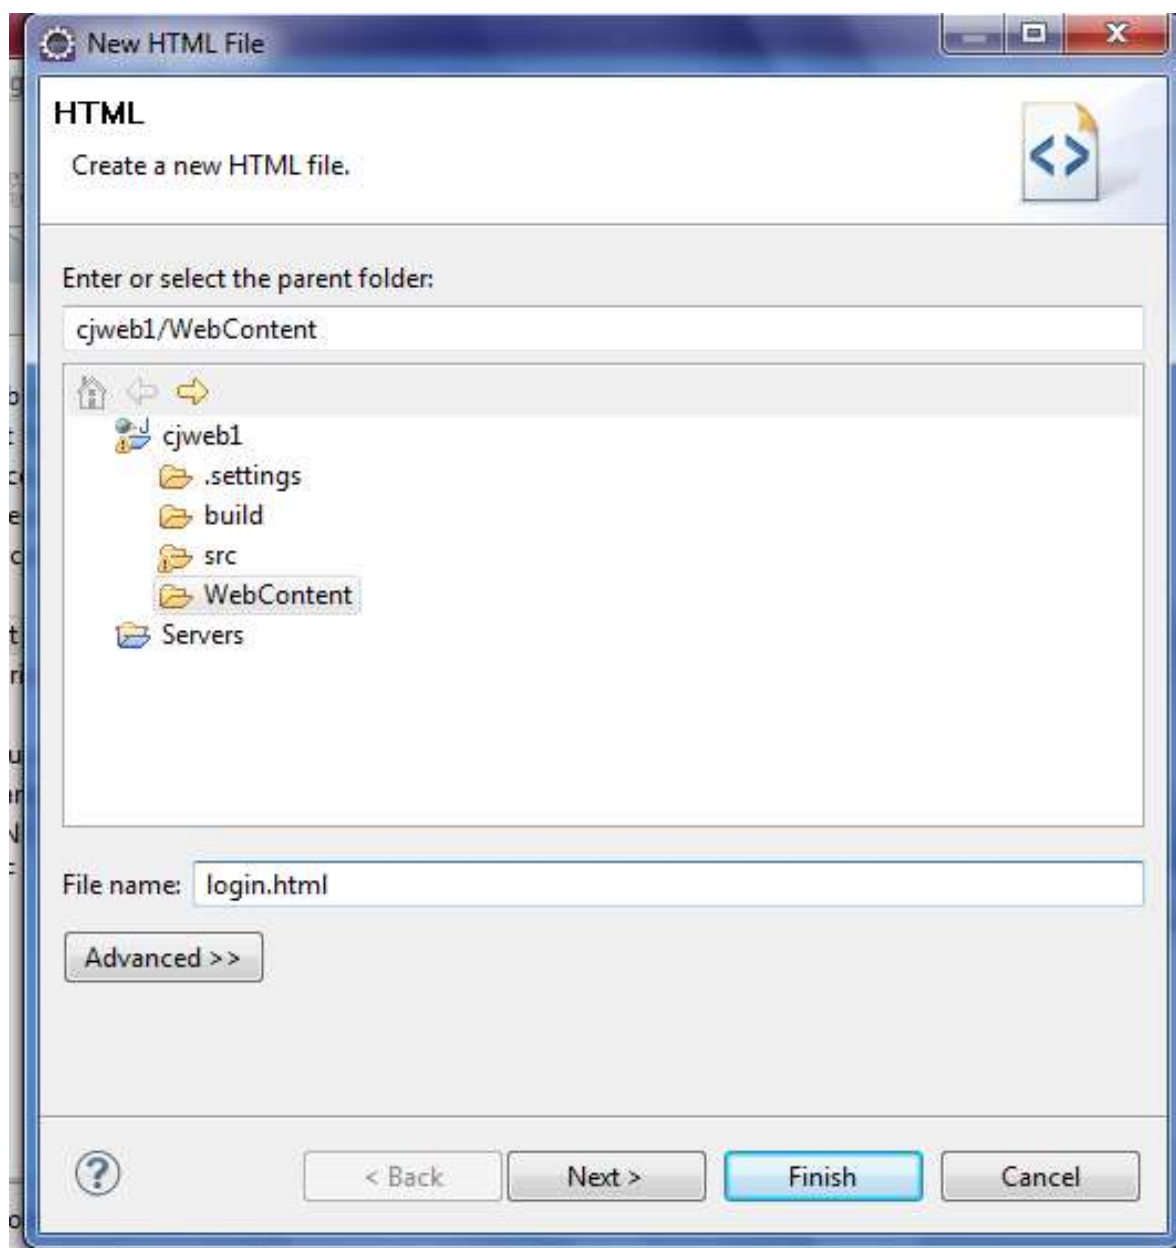 New HTML File
HTML
Create a new HTML file.
Enter or select the parent folder:
cjweb1/WebContent
cjweb1
.settings
build
src
WebContent
Servers
File name: login.html
Advanced >>
< Back Next > Finish Cancel